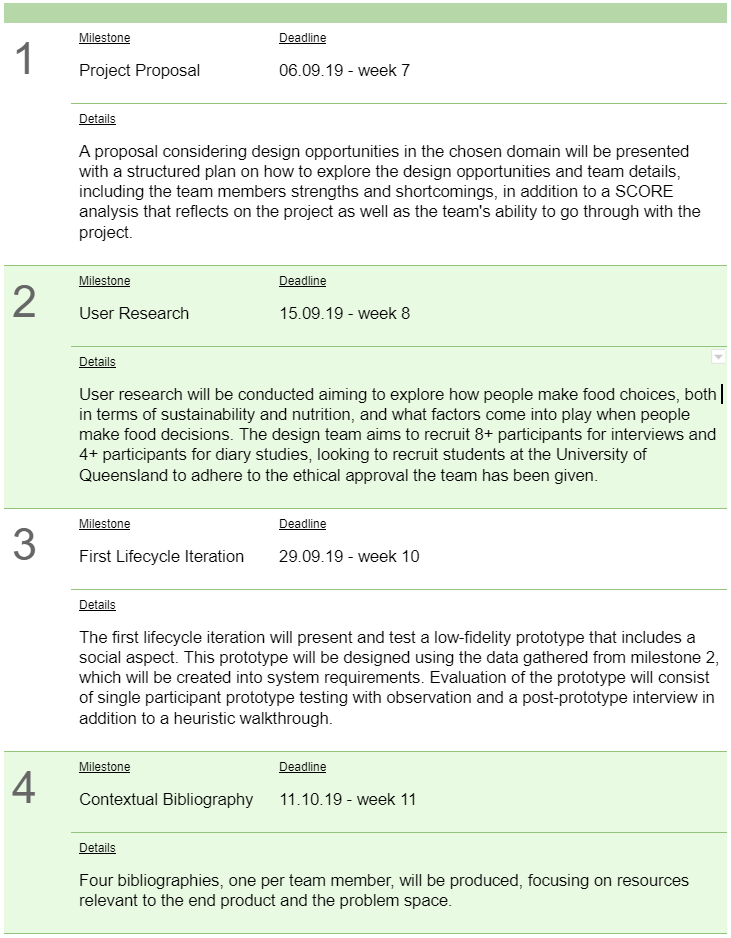 1
Milestone Deadline
Project Proposal 06.09.19 - week 7
Details
A proposal considering design opportunities in the chosen domain will be presented
with a structured plan on how to explore the design opportunities and team details,
including the team members strengths and shortcomings, in addition to a SCORE
analysis that reflects on the project as well as the team's ability to go through with the
project.
2
Milestone Deadline
User Research 15.09.19 - week 8
Details
User research will be conducted aiming to explore how people make food choices, both
in terms of sustainability and nutrition, and what factors come into play when people
make food decisions. The design team aims to recruit 8+ participants for interviews and
4+ participants for diary studies, looking to recruit students at the University of
Queensland to adhere to the ethical approval the team has been given.
3
Milestone Deadline
First Lifecycle Iteration 29.09.19 - week 10
Details
The first lifecycle iteration will present and test a low-fidelity prototype that includes a
social aspect. This prototype will be designed using the data gathered from milestone 2,
which will be created into system requirements. Evaluation of the prototype will consist
of single participant prototype testing with observation and a post-prototype interview in
addition to a heuristic walkthrough.
4
Milestone Deadline
Contextual Bibliography 11.10.19 - week 11
Details
Four bibliographies, one per team member, will be produced, focusing on resources
relevant to the end product and the problem space.